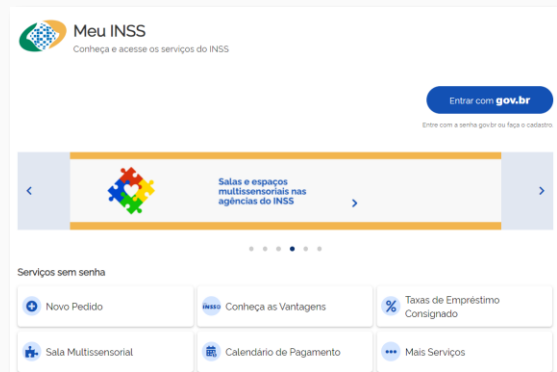 Meu INSS
Conheça e acesse os serviços do INSS
Entrar com gov.br
Entre com a senha gov.br ou faça o cadastro.
Salas e espaços
multissensoriais nas
agências do INSS
Serviços sem senha
Novo Pedido
Conheça as Vantagens
Taxas de Empréstimo
Consignado
Sala Multissensorial
Calendário de Pagamento
Mais Serviços